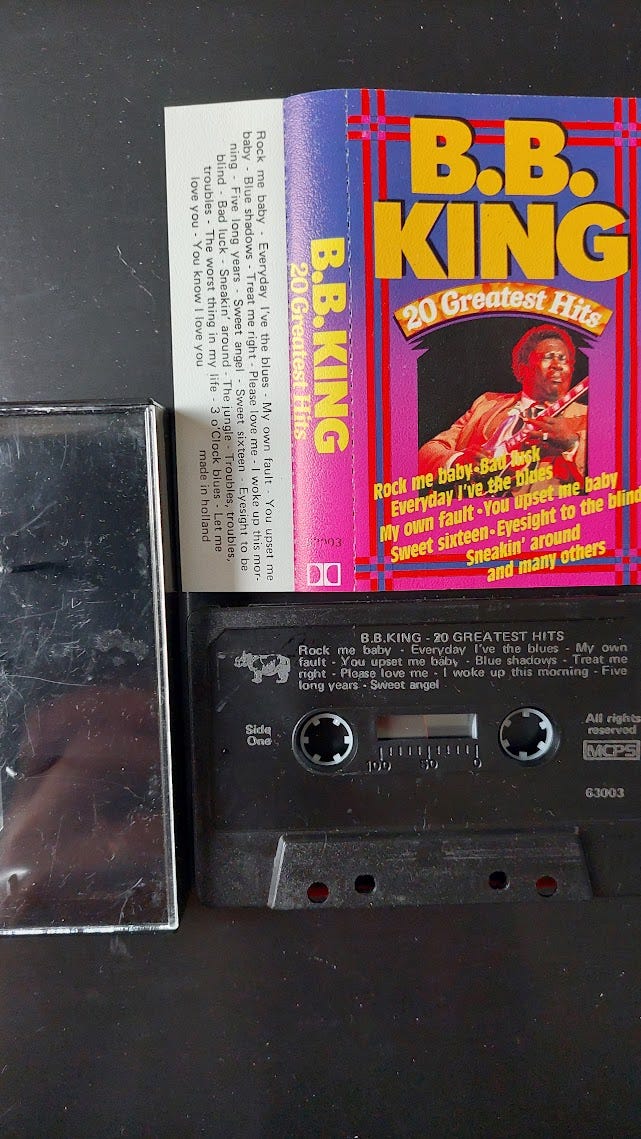 B.B.
KING
20 Greatest Hits
Rock me baby•Bad lusk
Everyday I've the blues
My own fault•You upset me baby
Sweet sixteen•Eyesight to the blind
Sneakin' around
and many others
B.B. KING
20 Greatest Hits
Rock me baby - Everyday I've the blues - My own fault - You upset me
baby - Blue shadows - Treat me right - Please love me - I woke up this mor-
ning - Five long years - Sweet angel - Sweet sixteen - Eyesight to be
blind - Bad luck - Sneakin' around - The jungle - Troubles, troubles,
troubles - The worst thing in my life - 3 o'Clock blues - Let me
love you - You know I love you
made in holland
B.B.KING - 20 GREATEST HITS
Rock me baby - Everyday I've the blues - My own
fault - You upset me baby - Blue shadows - Treat me
right - Please love me - I woke up this morning - Five
long years - Sweet angel
Side
One
100 50 0
All rights
reserved
MCPS
63003